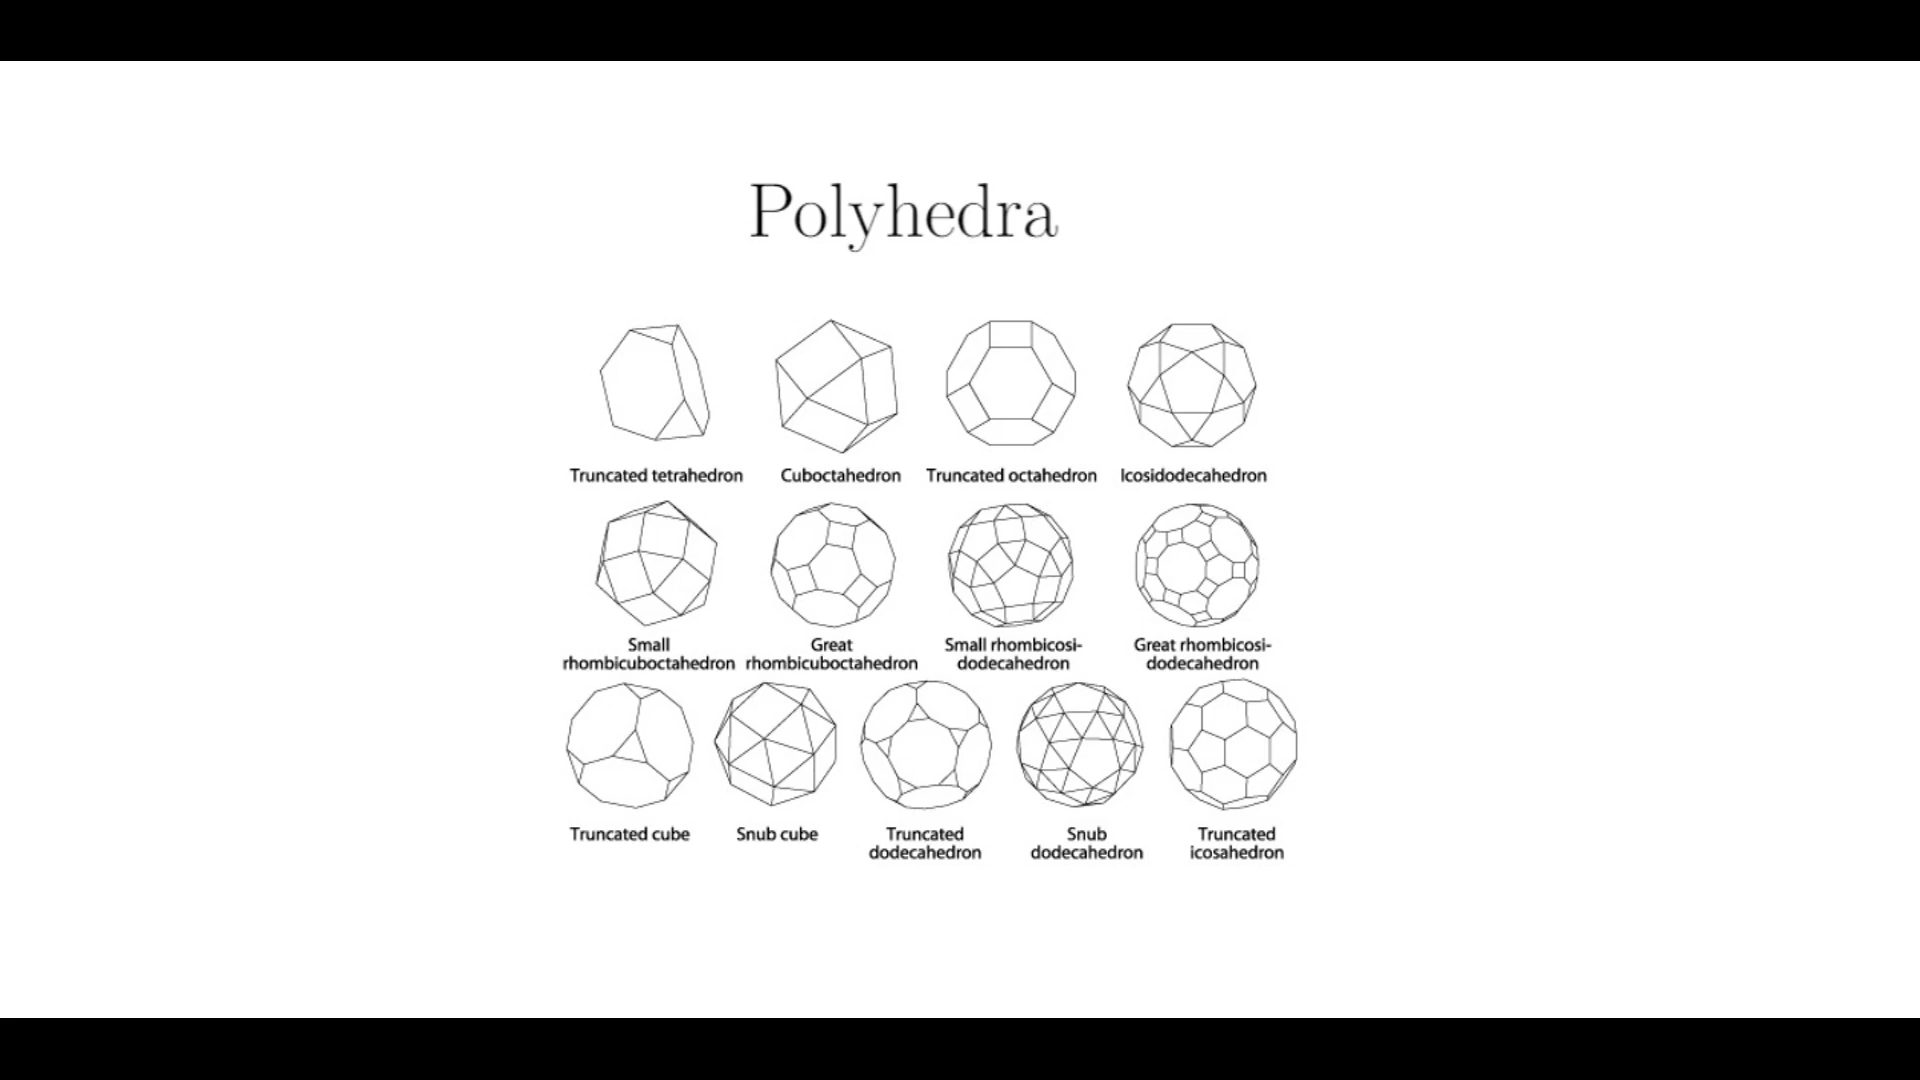 Polyhedra
Truncated tetrahedron
Cuboctahedron
Truncated octahedron
Icosidodecahedron
Small
rhombicuboctahedron
Great
rhombicuboctahedron
Small rhombicosi-
dodecahedron
Great rhombicosi-
dodecahedron
Truncated cube
Snub cube
Truncated
dodecahedron
Snub
dodecahedron
Truncated
icosahedron